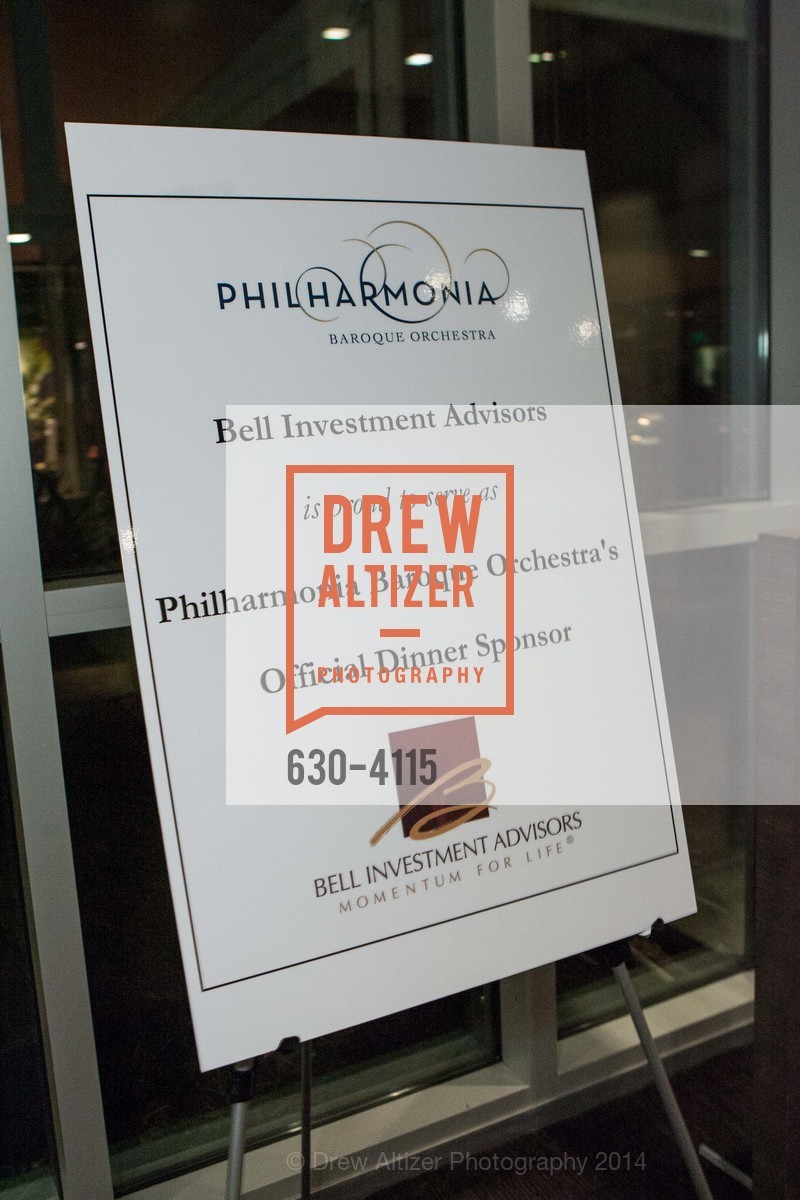 PHILHARMONIA
BAROQUE ORCHESTRA
Bell Investment Advisors
is proud to serve as
Philharmonia Baroque Orchestra's
Official Dinner Sponsor
BELL INVESTMENT ADVISORS
MOMENTUM FOR LIFE®
DREW
ALTIZER
PHOTOGRAPHY
630-4115
© Drew Altizer Photography 2014